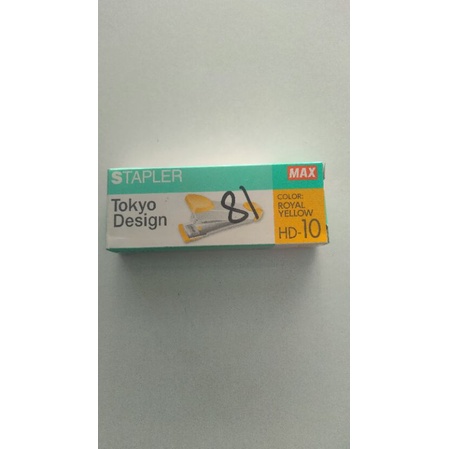 STAPLER
MAX
Tokyo
Design
81
COLOR:
ROYAL
YELLOW
HD-10